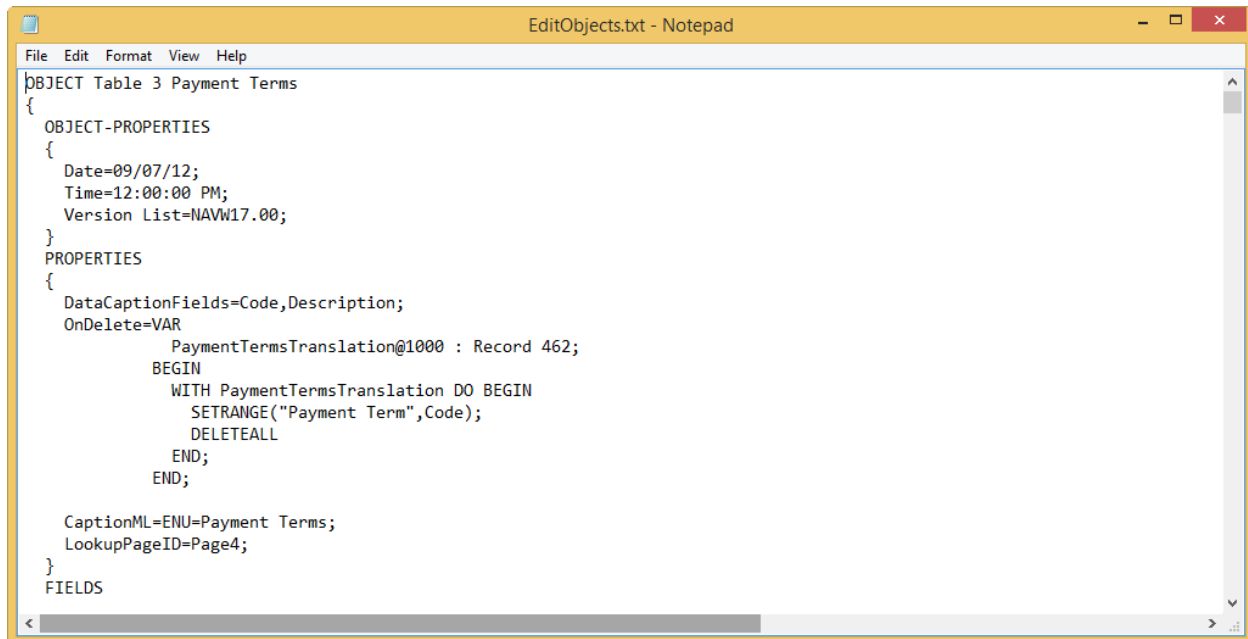 EditObjects.txt - Notepad
File Edit Format View Help
OBJECT Table 3 Payment Terms
{
  OBJECT-PROPERTIES
  {
    Date=09/07/12;
    Time=12:00:00 PM;
    Version List=NAVW17.00;
  }
  PROPERTIES
  {
    DataCaptionFields=Code,Description;
    OnDelete=VAR
               PaymentTermsTranslation@1000 : Record 462;
             BEGIN
               WITH PaymentTermsTranslation DO BEGIN
                 SETRANGE("Payment Term",Code);
                 DELETEALL
               END;
             END;

    CaptionML=ENU=Payment Terms;
    LookupPageID=Page4;
  }
  FIELDS